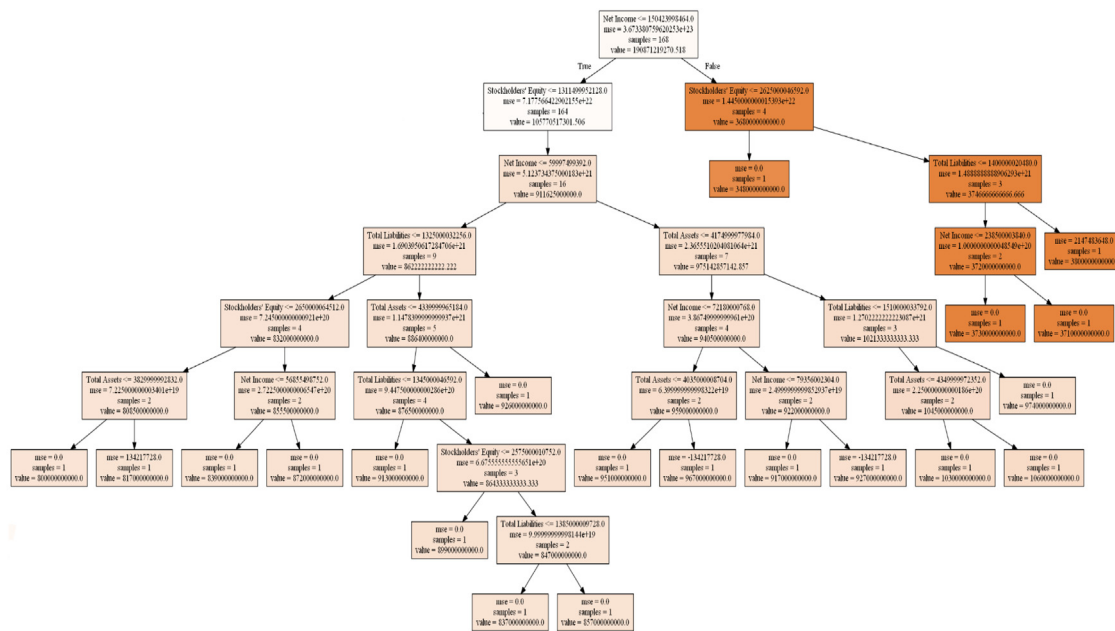 Net Income <= 150423998464.0
mse = 3.673380759620253e+23
samples = 168
value = 190871219270.518
True
False
Stockholders' Equity <= 1311499952128.0
mse = 7.177566422902155e+22
samples = 164
value = 105770517301.506
Stockholders' Equity <= 2625000046592.0
mse = 1.4450000000015393e+22
samples = 4
value = 3680000000000.0
Net Income <= 59997499392.0
mse = 5.123734375000183e+21
samples = 16
value = 911625000000.0
mse = 0.0
samples = 1
value = 3480000000000.0
Total Liabilities <= 1400000020480.0
mse = 1.4888888888906293e+21
samples = 3
value = 3746666666666.666
Total Liabilities <= 1325000032256.0
mse = 1.6903950617284706e+21
samples = 9
value = 862222222222.222
Total Assets <= 4174999977984.0
mse = 2.3655510204081064e+21
samples = 7
value = 975142857142.857
Net Income <= 238500003840.0
mse = 1.0000000000048549e+20
samples = 2
value = 3720000000000.0
mse = 2147483648.0
samples = 1
value = 3800000000000.0
Stockholders' Equity <= 2650000064512.0
mse = 7.24500000000921e+20
samples = 4
value = 832000000000.0
Total Assets <= 4339999965184.0
mse = 1.1478399999999937e+21
samples = 5
value = 886400000000.0
Net Income <= 72180000768.0
mse = 3.86749999999961e+20
samples = 4
value = 940500000000.0
Total Liabilities <= 1510000033792.0
mse = 1.2702222222223087e+21
samples = 3
value = 1021333333333.333
mse = 0.0
samples = 1
value = 3730000000000.0
mse = 0.0
samples = 1
value = 3710000000000.0
Total Assets <= 3829999992832.0
mse = 7.225000000003401e+19
samples = 2
value = 808500000000.0
Net Income <= 56855498752.0
mse = 2.7225000000006547e+20
samples = 2
value = 855500000000.0
Total Liabilities <= 1345000046592.0
mse = 9.44750000000286e+20
samples = 4
value = 876500000000.0
mse = 0.0
samples = 1
value = 926000000000.0
Total Assets <= 4035000008704.0
mse = 6.399999999998322e+19
samples = 2
value = 959000000000.0
Net Income <= 79356002304.0
mse = 2.4999999999852937e+19
samples = 2
value = 922000000000.0
Total Assets <= 4349999972352.0
mse = 2.250000000000186e+20
samples = 2
value = 1045000000000.0
mse = 0.0
samples = 1
value = 974000000000.0
mse = 0.0
samples = 1
value = 800000000000.0
mse = 134217728.0
samples = 1
value = 817000000000.0
mse = 0.0
samples = 1
value = 839000000000.0
mse = 0.0
samples = 1
value = 872000000000.0
mse = 0.0
samples = 1
value = 913000000000.0
Stockholders' Equity <= 2575000010752.0
mse = 6.675555555555651e+20
samples = 3
value = 864333333333.333
mse = 0.0
samples = 1
value = 951000000000.0
mse = -134217728.0
samples = 1
value = 967000000000.0
mse = 0.0
samples = 1
value = 917000000000.0
mse = -134217728.0
samples = 1
value = 927000000000.0
mse = 0.0
samples = 1
value = 1030000000000.0
mse = 0.0
samples = 1
value = 1060000000000.0
mse = 0.0
samples = 1
value = 899000000000.0
Total Liabilities <= 1385000009728.0
mse = 9.99999999998144e+19
samples = 2
value = 847000000000.0
mse = 0.0
samples = 1
value = 837000000000.0
mse = 0.0
samples = 1
value = 857000000000.0